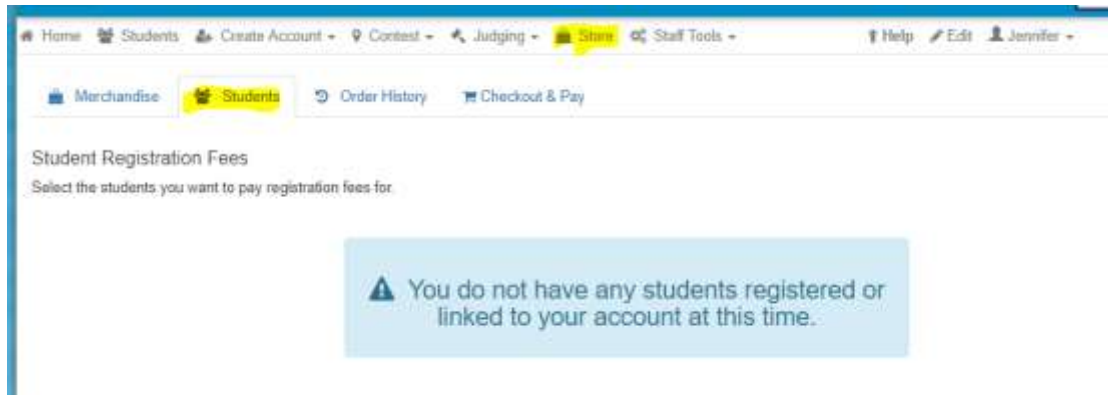 Home Students Create Account Contest Judging Store Staff Tools Help Edit Jennifer
Merchandise Students Order History Checkout & Pay
Student Registration Fees
Select the students you want to pay registration fees for.
You do not have any students registered or
linked to your account at this time.